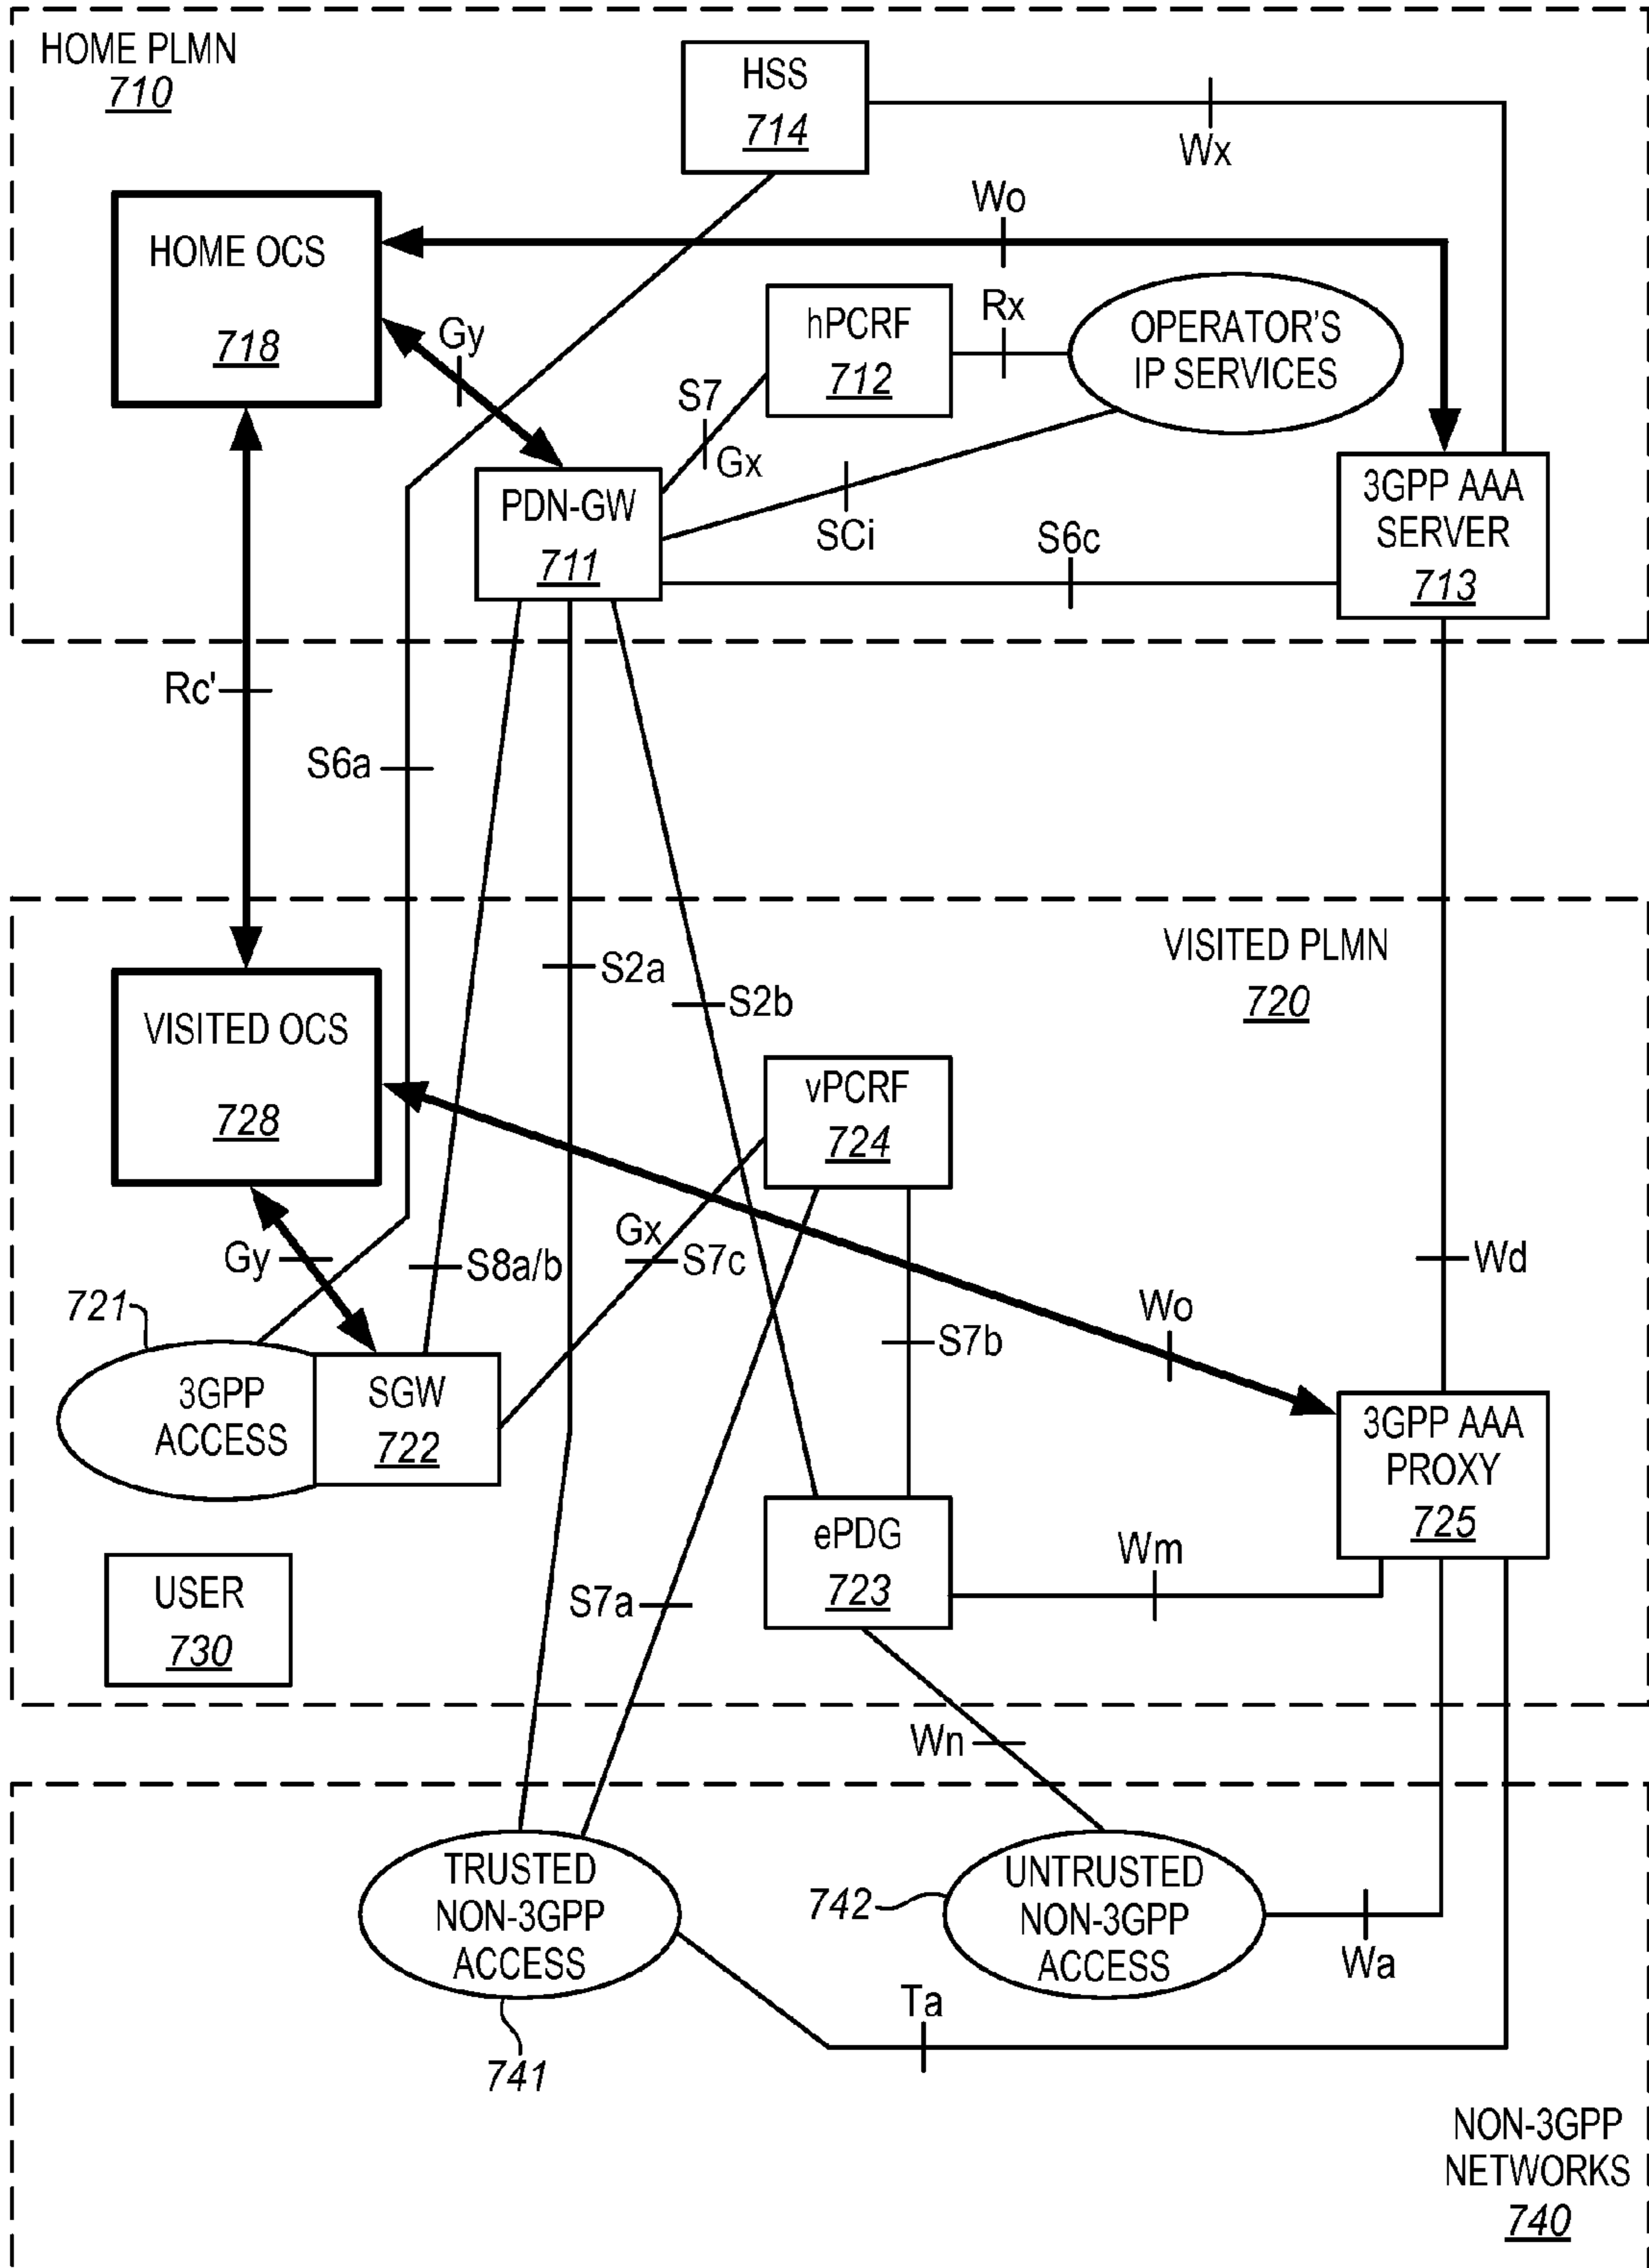 HOME PLMN
710
HSS
714
Wx
Wo
HOME OCS
718
Gy
hPCRF
712
Rx
OPERATOR'S
IP SERVICES
S7
Gx
PDN-GW
711
SCi
S6c
3GPP AAA
SERVER
713
Rc'
S6a
VISITED PLMN
720
S2a
S2b
VISITED OCS
728
vPCRF
724
Gy
S8a/b
Gx
S7c
Wd
721
Wo
S7b
3GPP
ACCESS
SGW
722
3GPP AAA
PROXY
725
ePDG
723
Wm
USER
730
S7a
Wn
TRUSTED
NON-3GPP
ACCESS
741
742
UNTRUSTED
NON-3GPP
ACCESS
Wa
Ta
NON-3GPP
NETWORKS
740